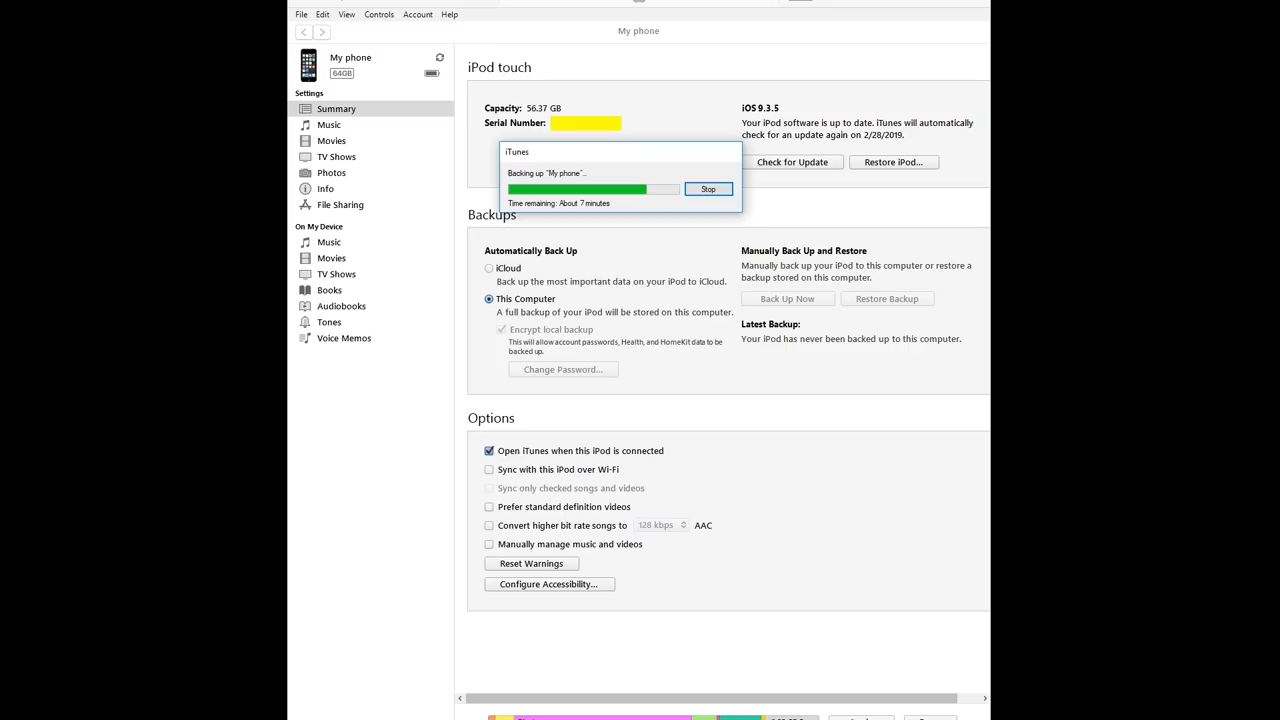 File Edit View Controls Account Help
My phone
My phone
64GB
Settings
Summary
Music
Movies
TV Shows
Photos
Info
File Sharing
On My Device
Music
Movies
TV Shows
Books
Audiobooks
Tones
Voice Memos
iPod touch
Capacity: 56.37 GB
Serial Number:
iOS 9.3.5
Your iPod software is up to date. iTunes will automatically
check for an update again on 2/28/2019.
Check for Update Restore iPod...
iTunes
Backing up "My phone"...
Stop
Time remaining: About 7 minutes
Backups
Automatically Back Up
iCloud
Back up the most important data on your iPod to iCloud.
This Computer
A full backup of your iPod will be stored on this computer.
Encrypt local backup
This will allow account passwords, Health, and HomeKit data to be
backed up.
Change Password...
Manually Back Up and Restore
Manually back up your iPod to this computer or restore a
backup stored on this computer.
Back Up Now Restore Backup
Latest Backup:
Your iPod has never been backed up to this computer.
Options
Open iTunes when this iPod is connected
Sync with this iPod over Wi-Fi
Sync only checked songs and videos
Prefer standard definition videos
Convert higher bit rate songs to 128 kbps AAC
Manually manage music and videos
Reset Warnings
Configure Accessibility...